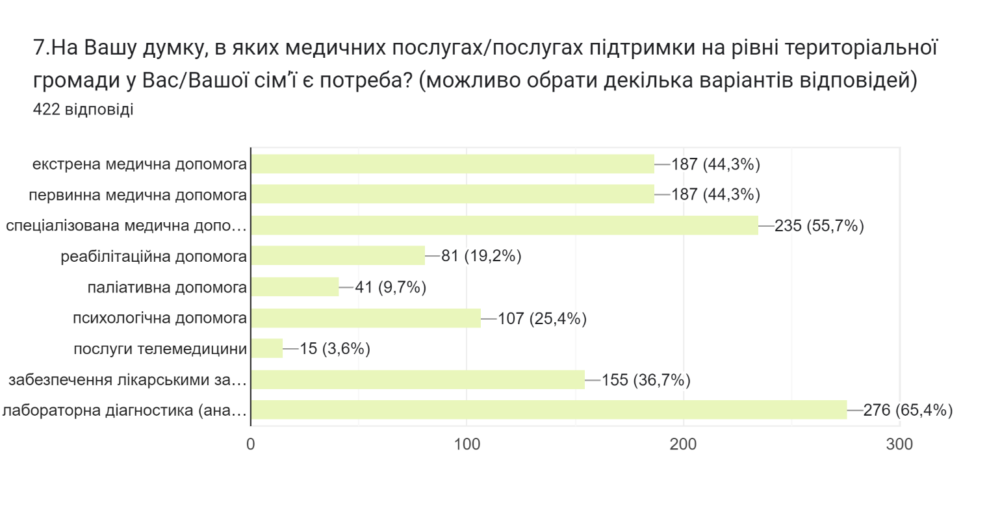 7.На Вашу думку, в яких медичних послугах/послугах підтримки на рівні територіальної
громади у Вас/Вашої сім’ї є потреба? (можливо обрати декілька варіантів відповідей)
422 відповіді
екстрена медична допомога 187 (44,3%)
первинна медична допомога 187 (44,3%)
спеціалізована медична допо… 235 (55,7%)
реабілітаційна допомога 81 (19,2%)
паліативна допомога 41 (9,7%)
психологічна допомога 107 (25,4%)
послуги телемедицини 15 (3,6%)
забезпечення лікарськими за… 155 (36,7%)
лабораторна діагностика (ана… 276 (65,4%)
0 100 200 300